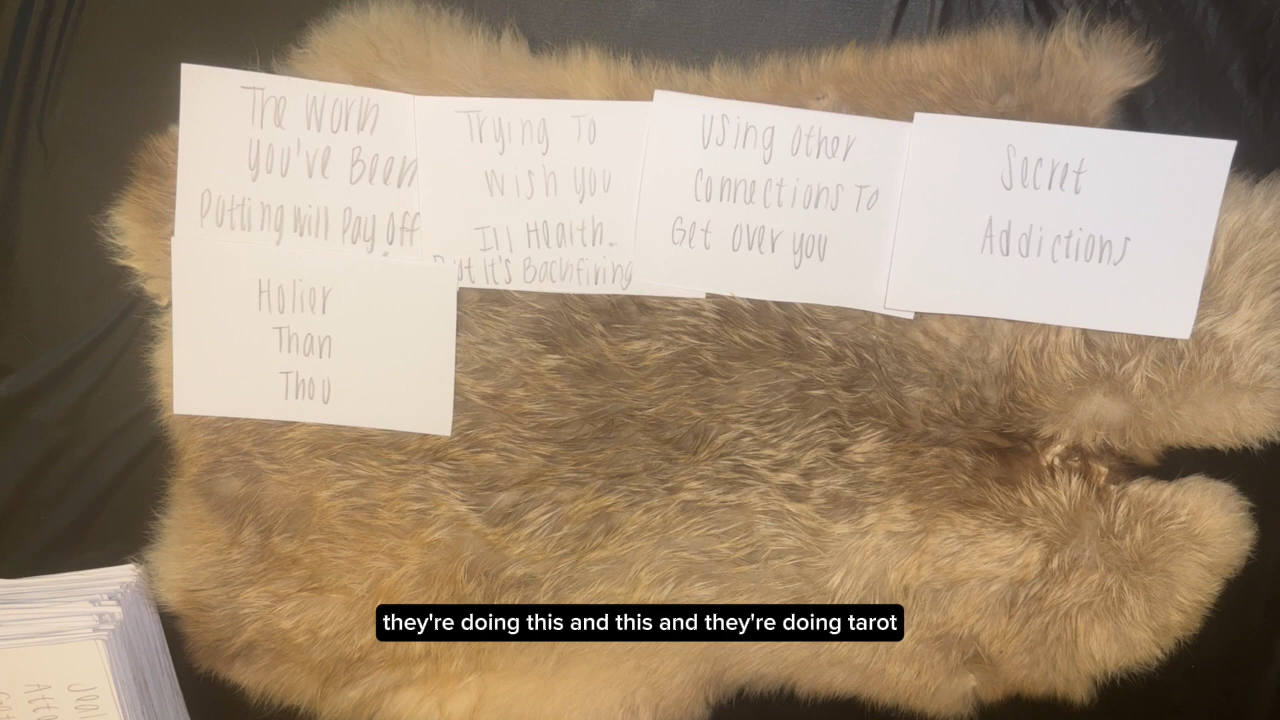 The Work
you've Been
Putting Will Pay Off
Trying To
Wish you
Ill Health.
But It's Backfiring
Using Other
Connections To
Get Over you
Secret
Addictions
Holier
Than
Thou
they're doing this and this and they're doing tarot